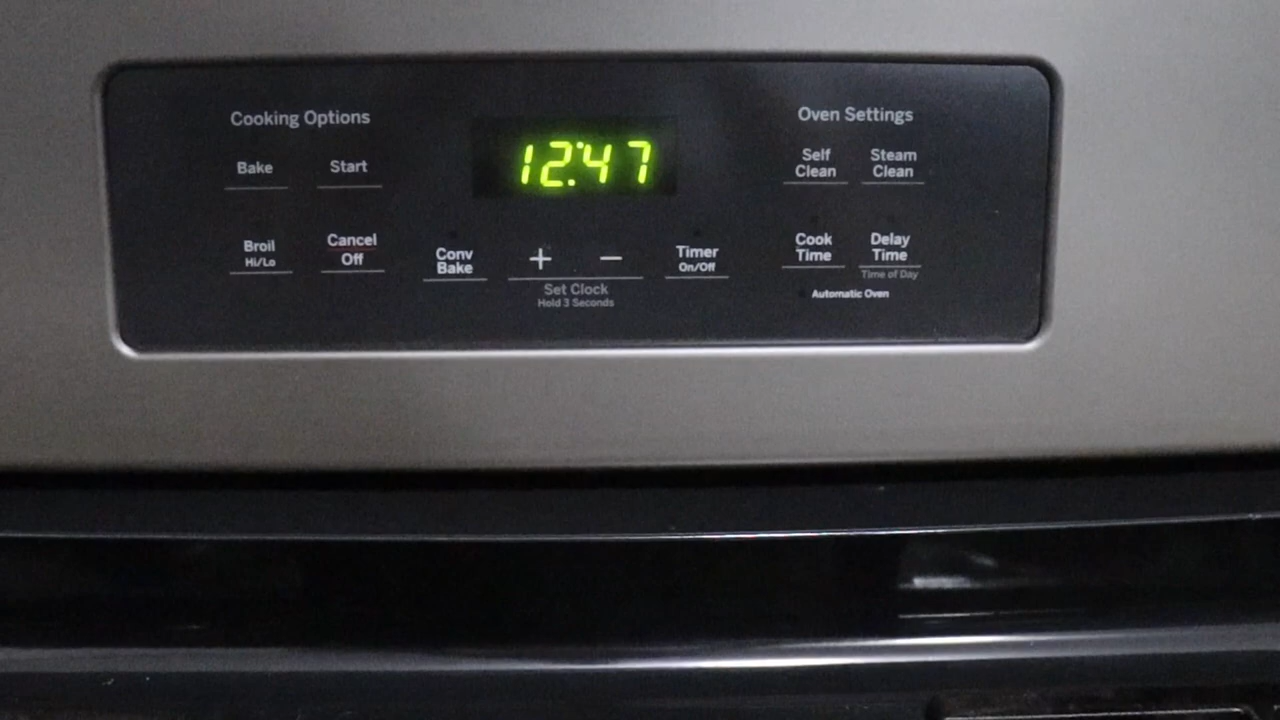 Cooking Options
Bake
Start
Broil
Hi/Lo
Cancel
Off
12:47
Conv
Bake
+
−
Set Clock
Hold 3 Seconds
Timer
On/Off
Oven Settings
Self
Clean
Steam
Clean
Cook
Time
Delay
Time
Time of Day
Automatic Oven